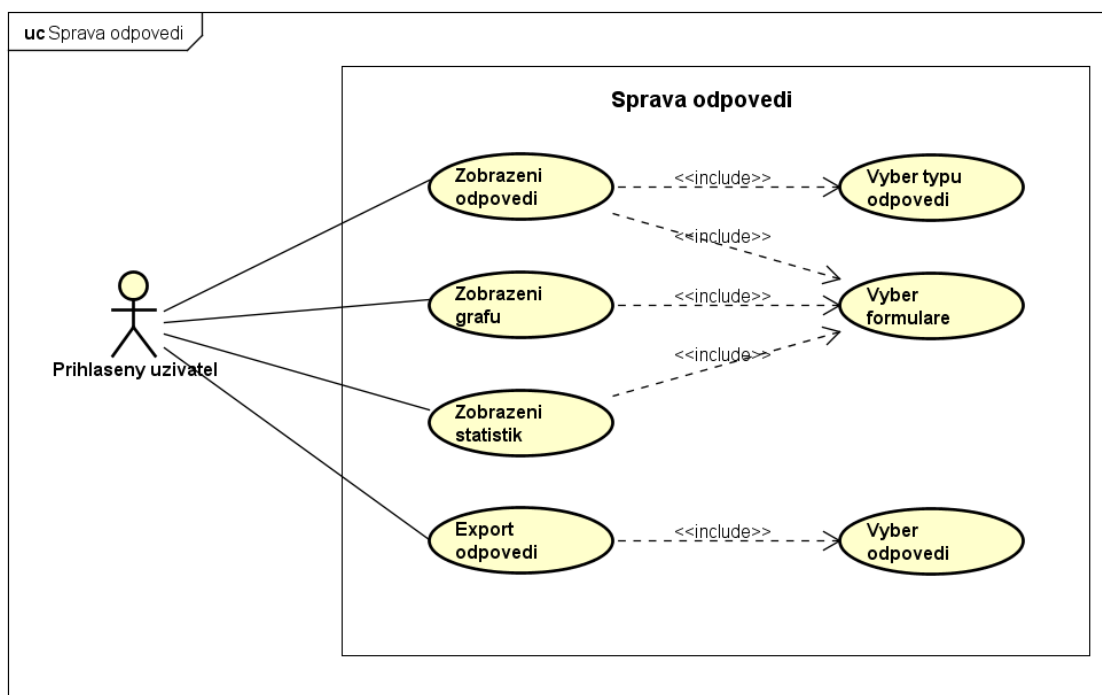 uc Sprava odpovedi
Sprava odpovedi
Zobrazeni
odpovedi
<<include>>
Vyber typu
odpovedi
<<include>>
Zobrazeni
grafu
<<include>>
Vyber
formulare
Prihlaseny uzivatel
<<include>>
Zobrazeni
statistik
Export
odpovedi
<<include>>
Vyber
odpovedi